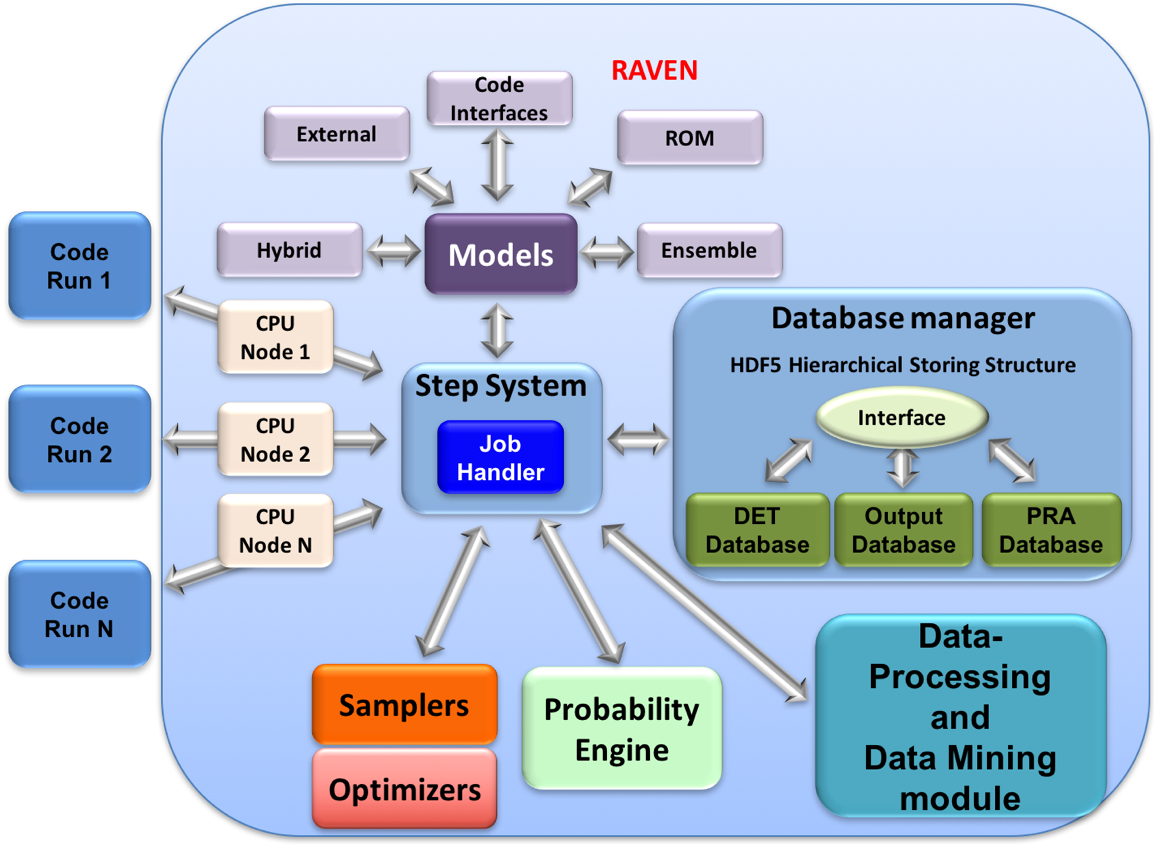 RAVEN
Code
Interfaces
External
ROM
Hybrid
Models
Ensemble
Code
Run 1
CPU
Node 1
Database manager
HDF5 Hierarchical Storing Structure
Interface
Step System
Job
Handler
Code
Run 2
CPU
Node 2
DET
Database
Output
Database
PRA
Database
CPU
Node N
Code
Run N
Samplers
Optimizers
Probability
Engine
Data-
Processing
and
Data Mining
module